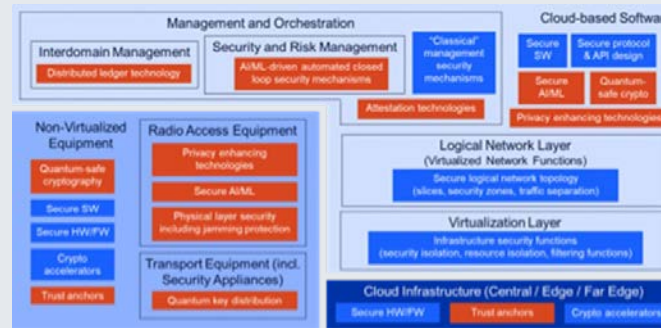 Management and Orchestration
Interdomain Management
Distributed ledger technology
Security and Risk Management
AI/ML-driven automated closed
loop security mechanisms
"Classical"
management
security
mechanisms
Attestation technologies
Cloud-based Softwa
Secure
SW
Secure protocol
& API design
Secure
AI/ML
Quantum-
safe crypto
Privacy enhancing technologies
Non-Virtualized
Equipment
Quantum-safe
cryptography
Secure SW
Secure HW/FW
Crypto
accelerators
Trust anchors
Radio Access Equipment
Privacy enhancing
technologies
Secure AI/ML
Physical layer security
including jamming protection
Transport Equipment (incl.
Security Appliances)
Quantum key distribution
Logical Network Layer
(Virtualized Network Functions)
Secure logical network topology
(slices, security zones, traffic separation)
Virtualization Layer
Infrastructure security functions
(security isolation, resource isolation, filtering functions)
Cloud Infrastructure (Central / Edge / Far Edge)
Secure HW/FW
Trust anchors
Crypto accelerators